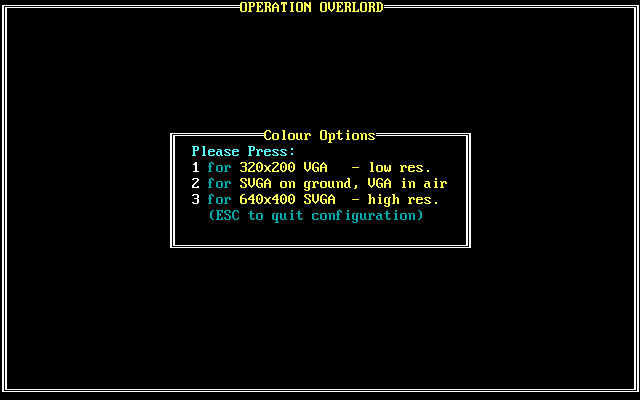 OPERATION OVERLORD
Colour Options
Please Press:
1 for 320x200 VGA - low res.
2 for SVGA on ground, VGA in air
3 for 640x400 SVGA - high res.
(ESC to quit configuration)